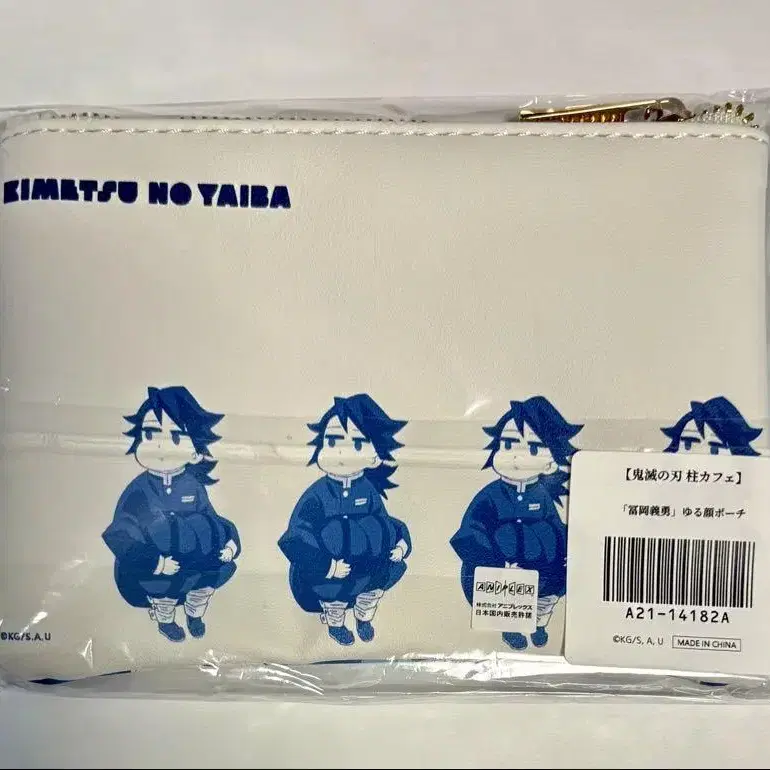 KIMETSU NO YAIBA
【鬼滅の刃 柱カフェ】
「冨岡義勇」ゆる顔ポーチ
A21-14182A
©KG/S, A, U
MADE IN CHINA
ANIPLEX
株式会社 アニプレックス
日本国内販売許諾
©KG/S, A, U